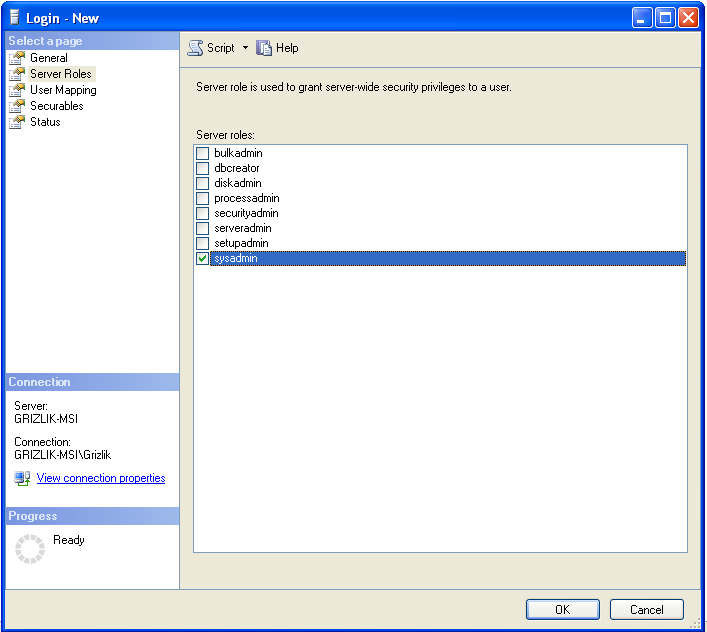 Login - New
Select a page
General
Server Roles
User Mapping
Securables
Status
Script
Help
Server role is used to grant server-wide security privileges to a user.
Server roles:
bulkadmin
dbcreator
diskadmin
processadmin
securityadmin
serveradmin
setupadmin
sysadmin
Connection
Server:
GRIZLIK-MSI
Connection:
GRIZLIK-MSI\Grizlik
View connection properties
Progress
Ready
OK
Cancel